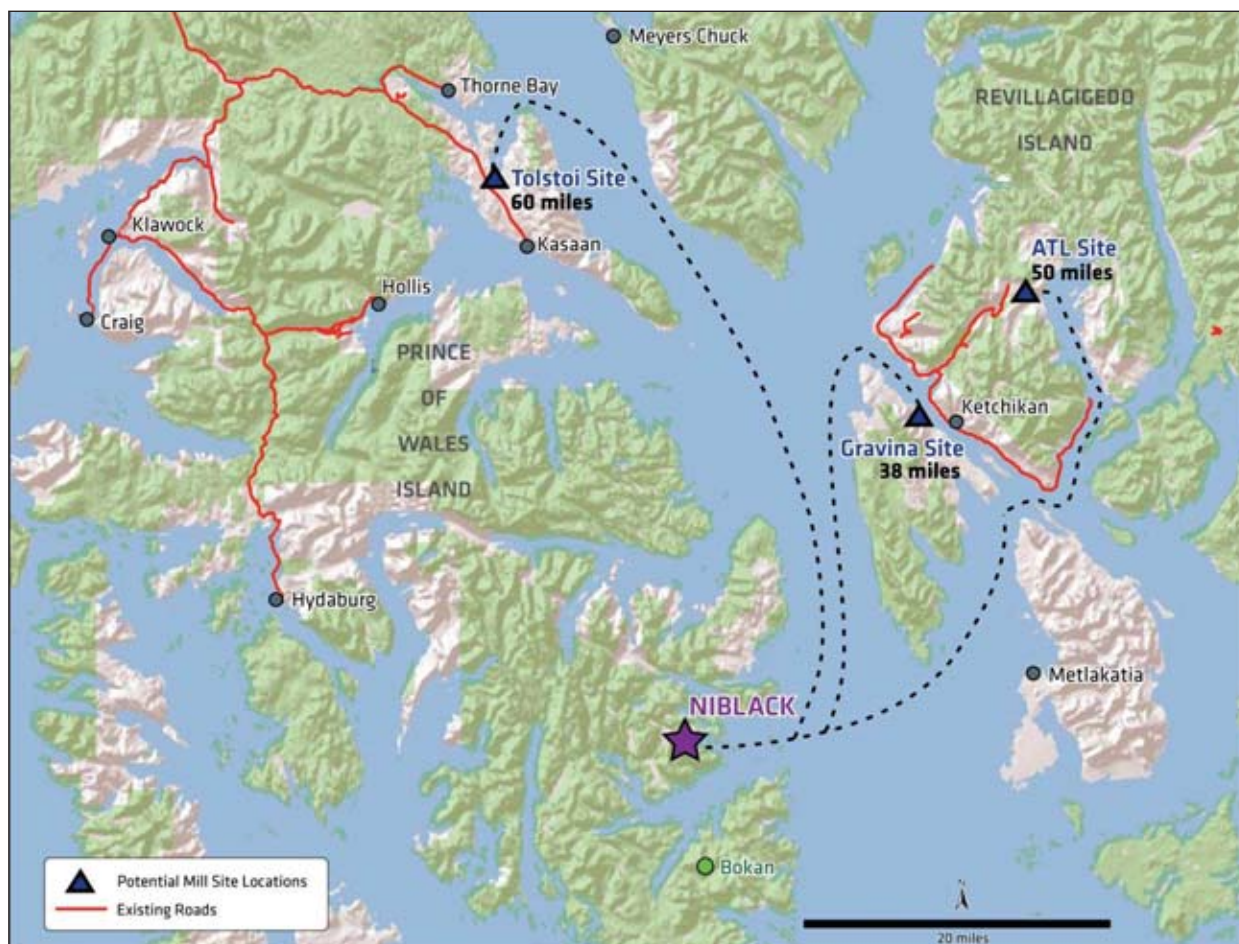 Meyers Chuck
Thorne Bay
REVILLAGIGEDO
ISLAND
Tolstoi Site
60 miles
Klawock
Kasaan
ATL Site
50 miles
Hollis
Craig
PRINCE
OF
WALES
ISLAND
Ketchikan
Gravina Site
38 miles
Hydaburg
Metlakatia
NIBLACK
Bokan
Potential Mill Site Locations
Existing Roads
20 miles